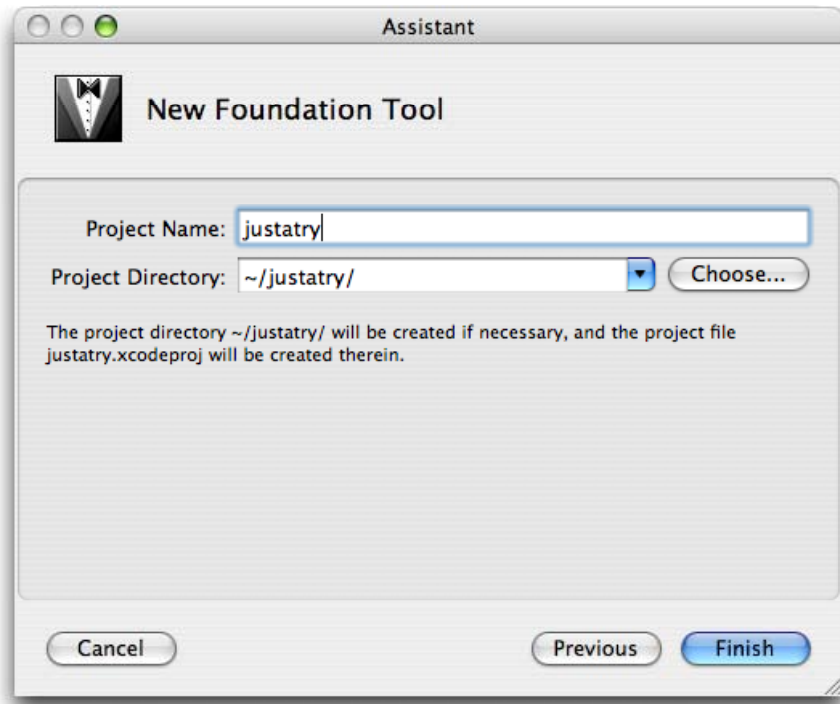 Assistant
New Foundation Tool
Project Name: justatry
Project Directory: ~/justatry/ Choose...
The project directory ~/justatry/ will be created if necessary, and the project file
justatry.xcodeproj will be created therein.
Cancel Previous Finish